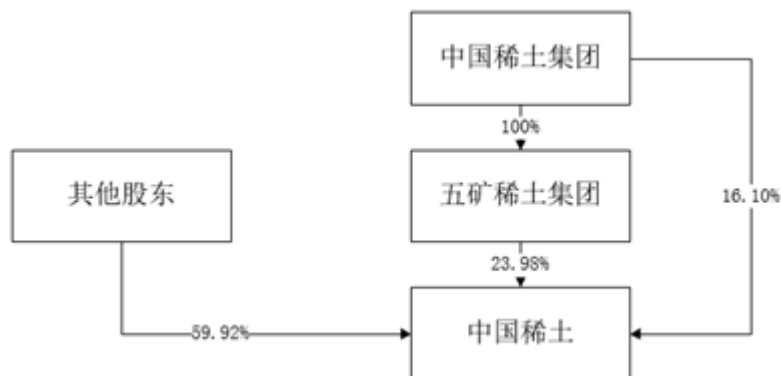 中国稀土集团
100%
其他股东
五矿稀土集团
16.10%
23.98%
59.92%
中国稀土